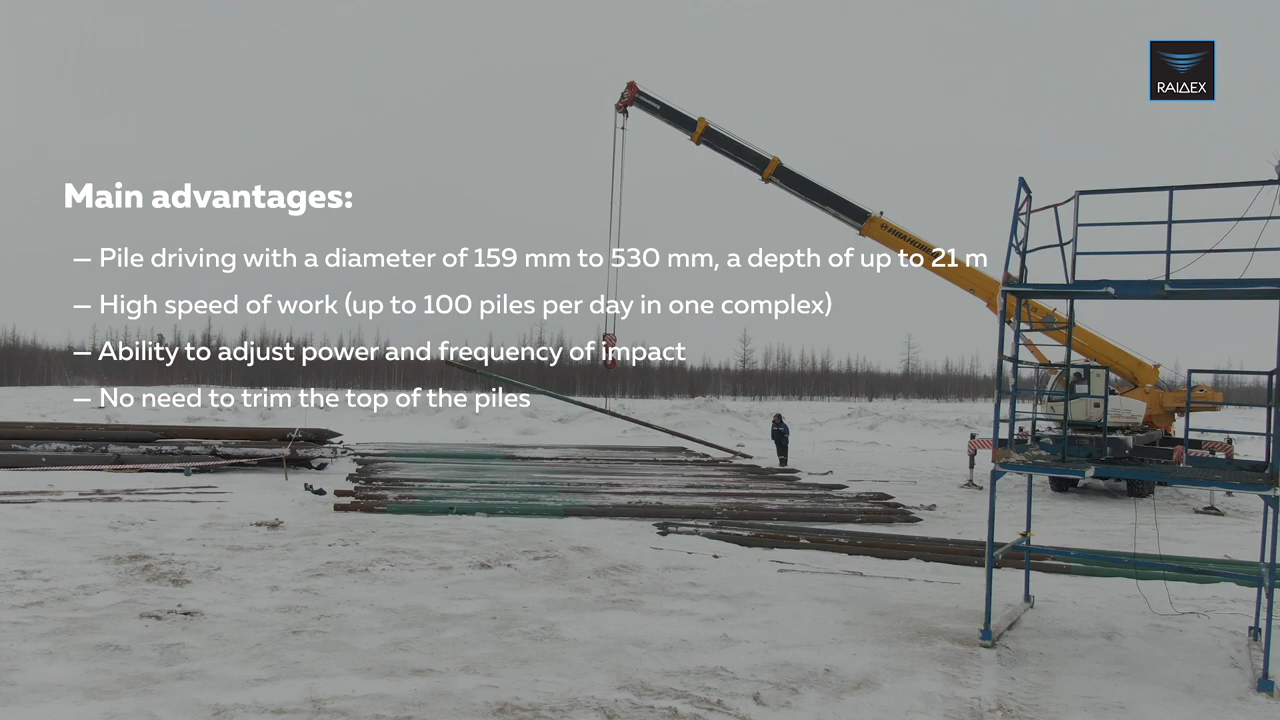 RAIΔEX
Main advantages:
– Pile driving with a diameter of 159 mm to 530 mm, a depth of up to 21 m
– High speed of work (up to 100 piles per day in one complex)
– Ability to adjust power and frequency of impact
– No need to trim the top of the piles